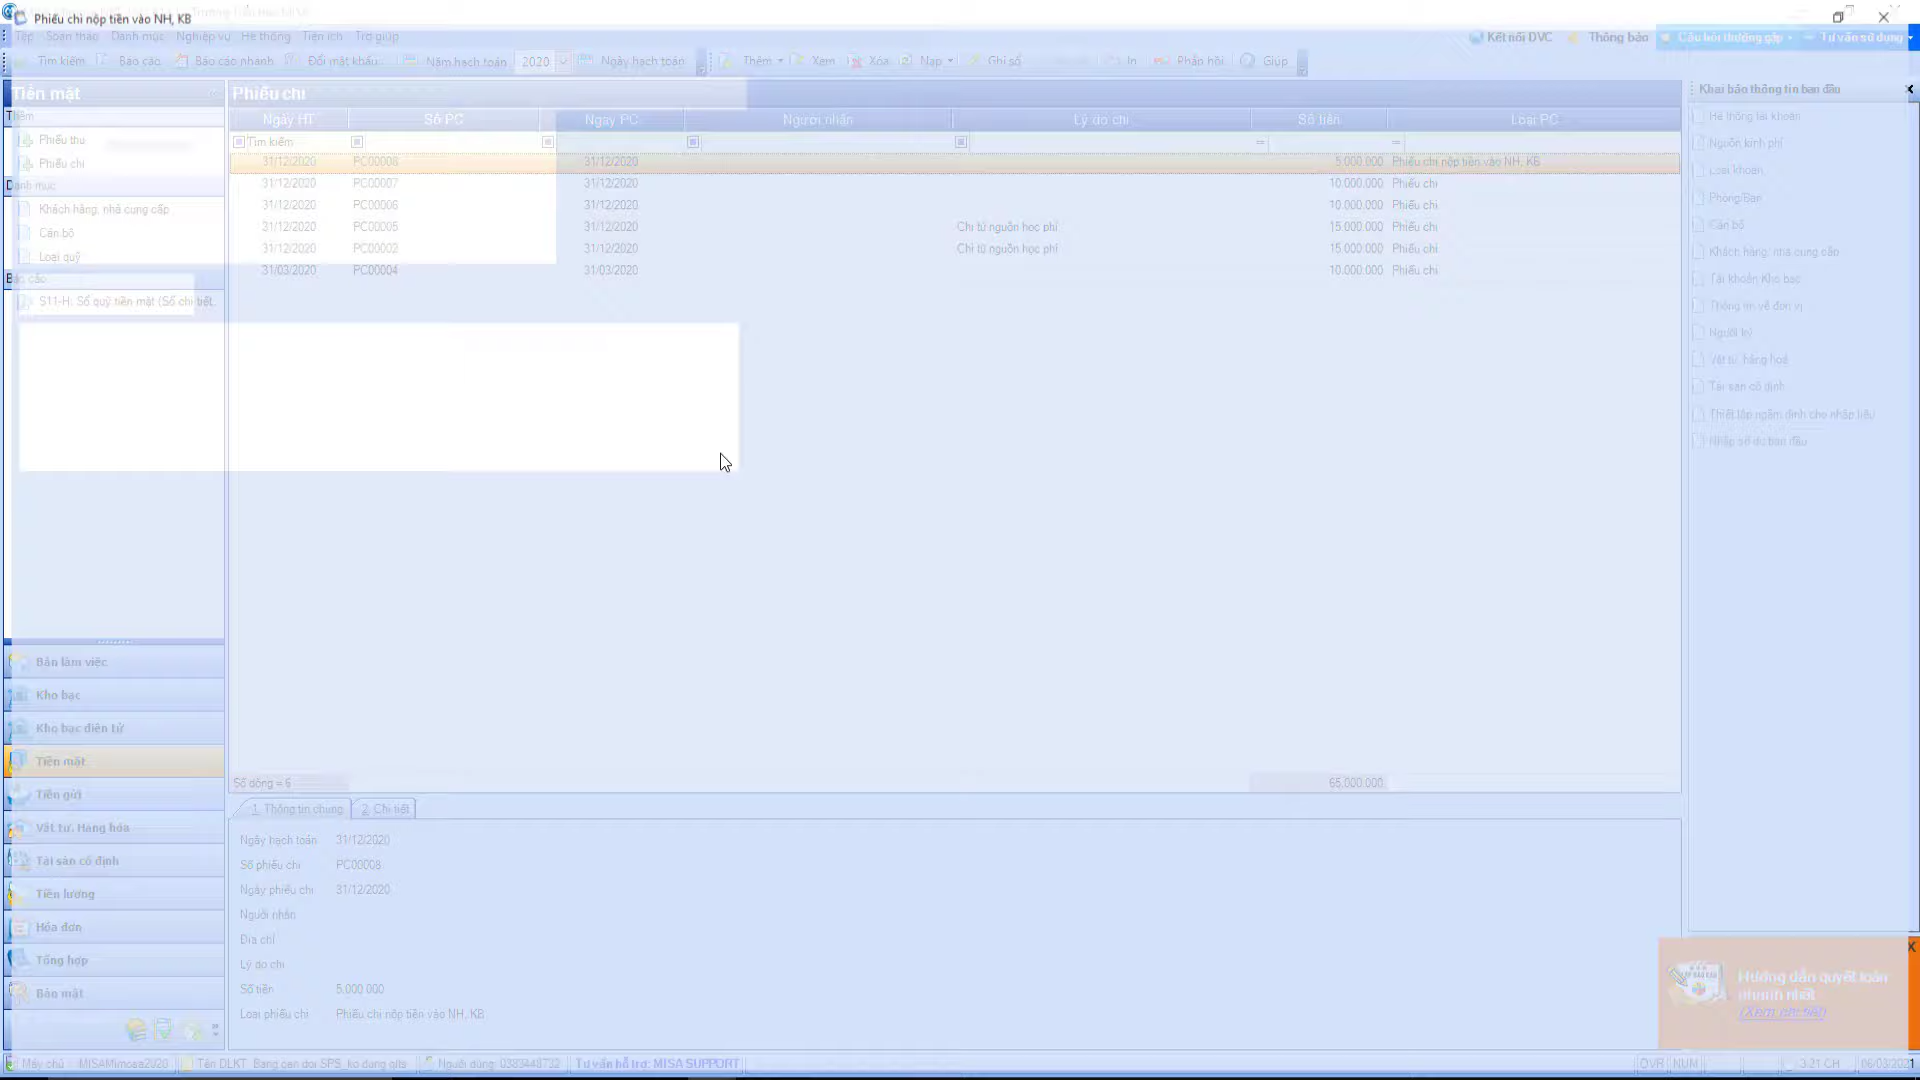 Phiếu chi nộp tiền vào NH, KB
Tệp Soạn thảo Danh mục Nghiệp vụ Hệ thống Tiện ích Trợ giúp
Kết nối DVC Thông báo Câu hỏi thường gặp Tư vấn sử dụng
Tìm kiếm Báo cáo Báo cáo nhanh Đổi mật khẩu... Năm hạch toán 2020 Ngày hạch toán Thêm Xem Xóa Nạp Ghi sổ In Phản hồi Giúp
Tiền mặt
Thêm
Phiếu thu
Phiếu chi
Danh mục
Khách hàng, nhà cung cấp
Cán bộ
Loại quỹ
Báo cáo
S11-H: Sổ quỹ tiền mặt (Sổ chi tiết...
Bàn làm việc
Kho bạc
Kho bạc điện tử
Tiền mặt
Tiền gửi
Vật tư, Hàng hóa
Tài sản cố định
Tiền lương
Hóa đơn
Tổng hợp
Bảo mật
Phiếu chi
Ngày HT Số PC Ngày PC Người nhận Lý do chi Số tiền Loại PC
Tìm kiếm = =
31/12/2020 PC00008 31/12/2020 5.000.000 Phiếu chi nộp tiền vào NH, KB
31/12/2020 PC00007 31/12/2020 10.000.000 Phiếu chi
31/12/2020 PC00006 31/12/2020 10.000.000 Phiếu chi
31/12/2020 PC00005 31/12/2020 Chi từ nguồn học phí 15.000.000 Phiếu chi
31/12/2020 PC00002 31/12/2020 Chi từ nguồn học phí 15.000.000 Phiếu chi
31/03/2020 PC00004 31/03/2020 10.000.000 Phiếu chi
Số dòng = 6 65.000.000
1. Thông tin chung 2. Chi tiết
Ngày hạch toán 31/12/2020
Số phiếu chi PC00008
Ngày phiếu chi 31/12/2020
Người nhận
Địa chỉ
Lý do chi
Số tiền 5.000.000
Loại phiếu chi Phiếu chi nộp tiền vào NH, KB
Khai báo thông tin ban đầu
Hệ thống tài khoản
Nguồn kinh phí
Loại khoản
Phòng/Ban
Cán bộ
Khách hàng, nhà cung cấp
Tài khoản Kho bạc
Thông tin về đơn vị
Người ký
Vật tư, hàng hoá
Tài sản cố định
Thiết lập ngầm định cho nhập liệu
Nhập số dư ban đầu
X
Hướng dẫn quyết toán
nhanh nhất
(Xem chi tiết)
Máy chủ : MISAMimosa2020 Tên DLKT: Bang can doi SPS_ko dung qlts Người dùng: 0383448732 Tư vấn hỗ trợ: MISA SUPPORT OVR NUM 3:21 CH 06/03/2021